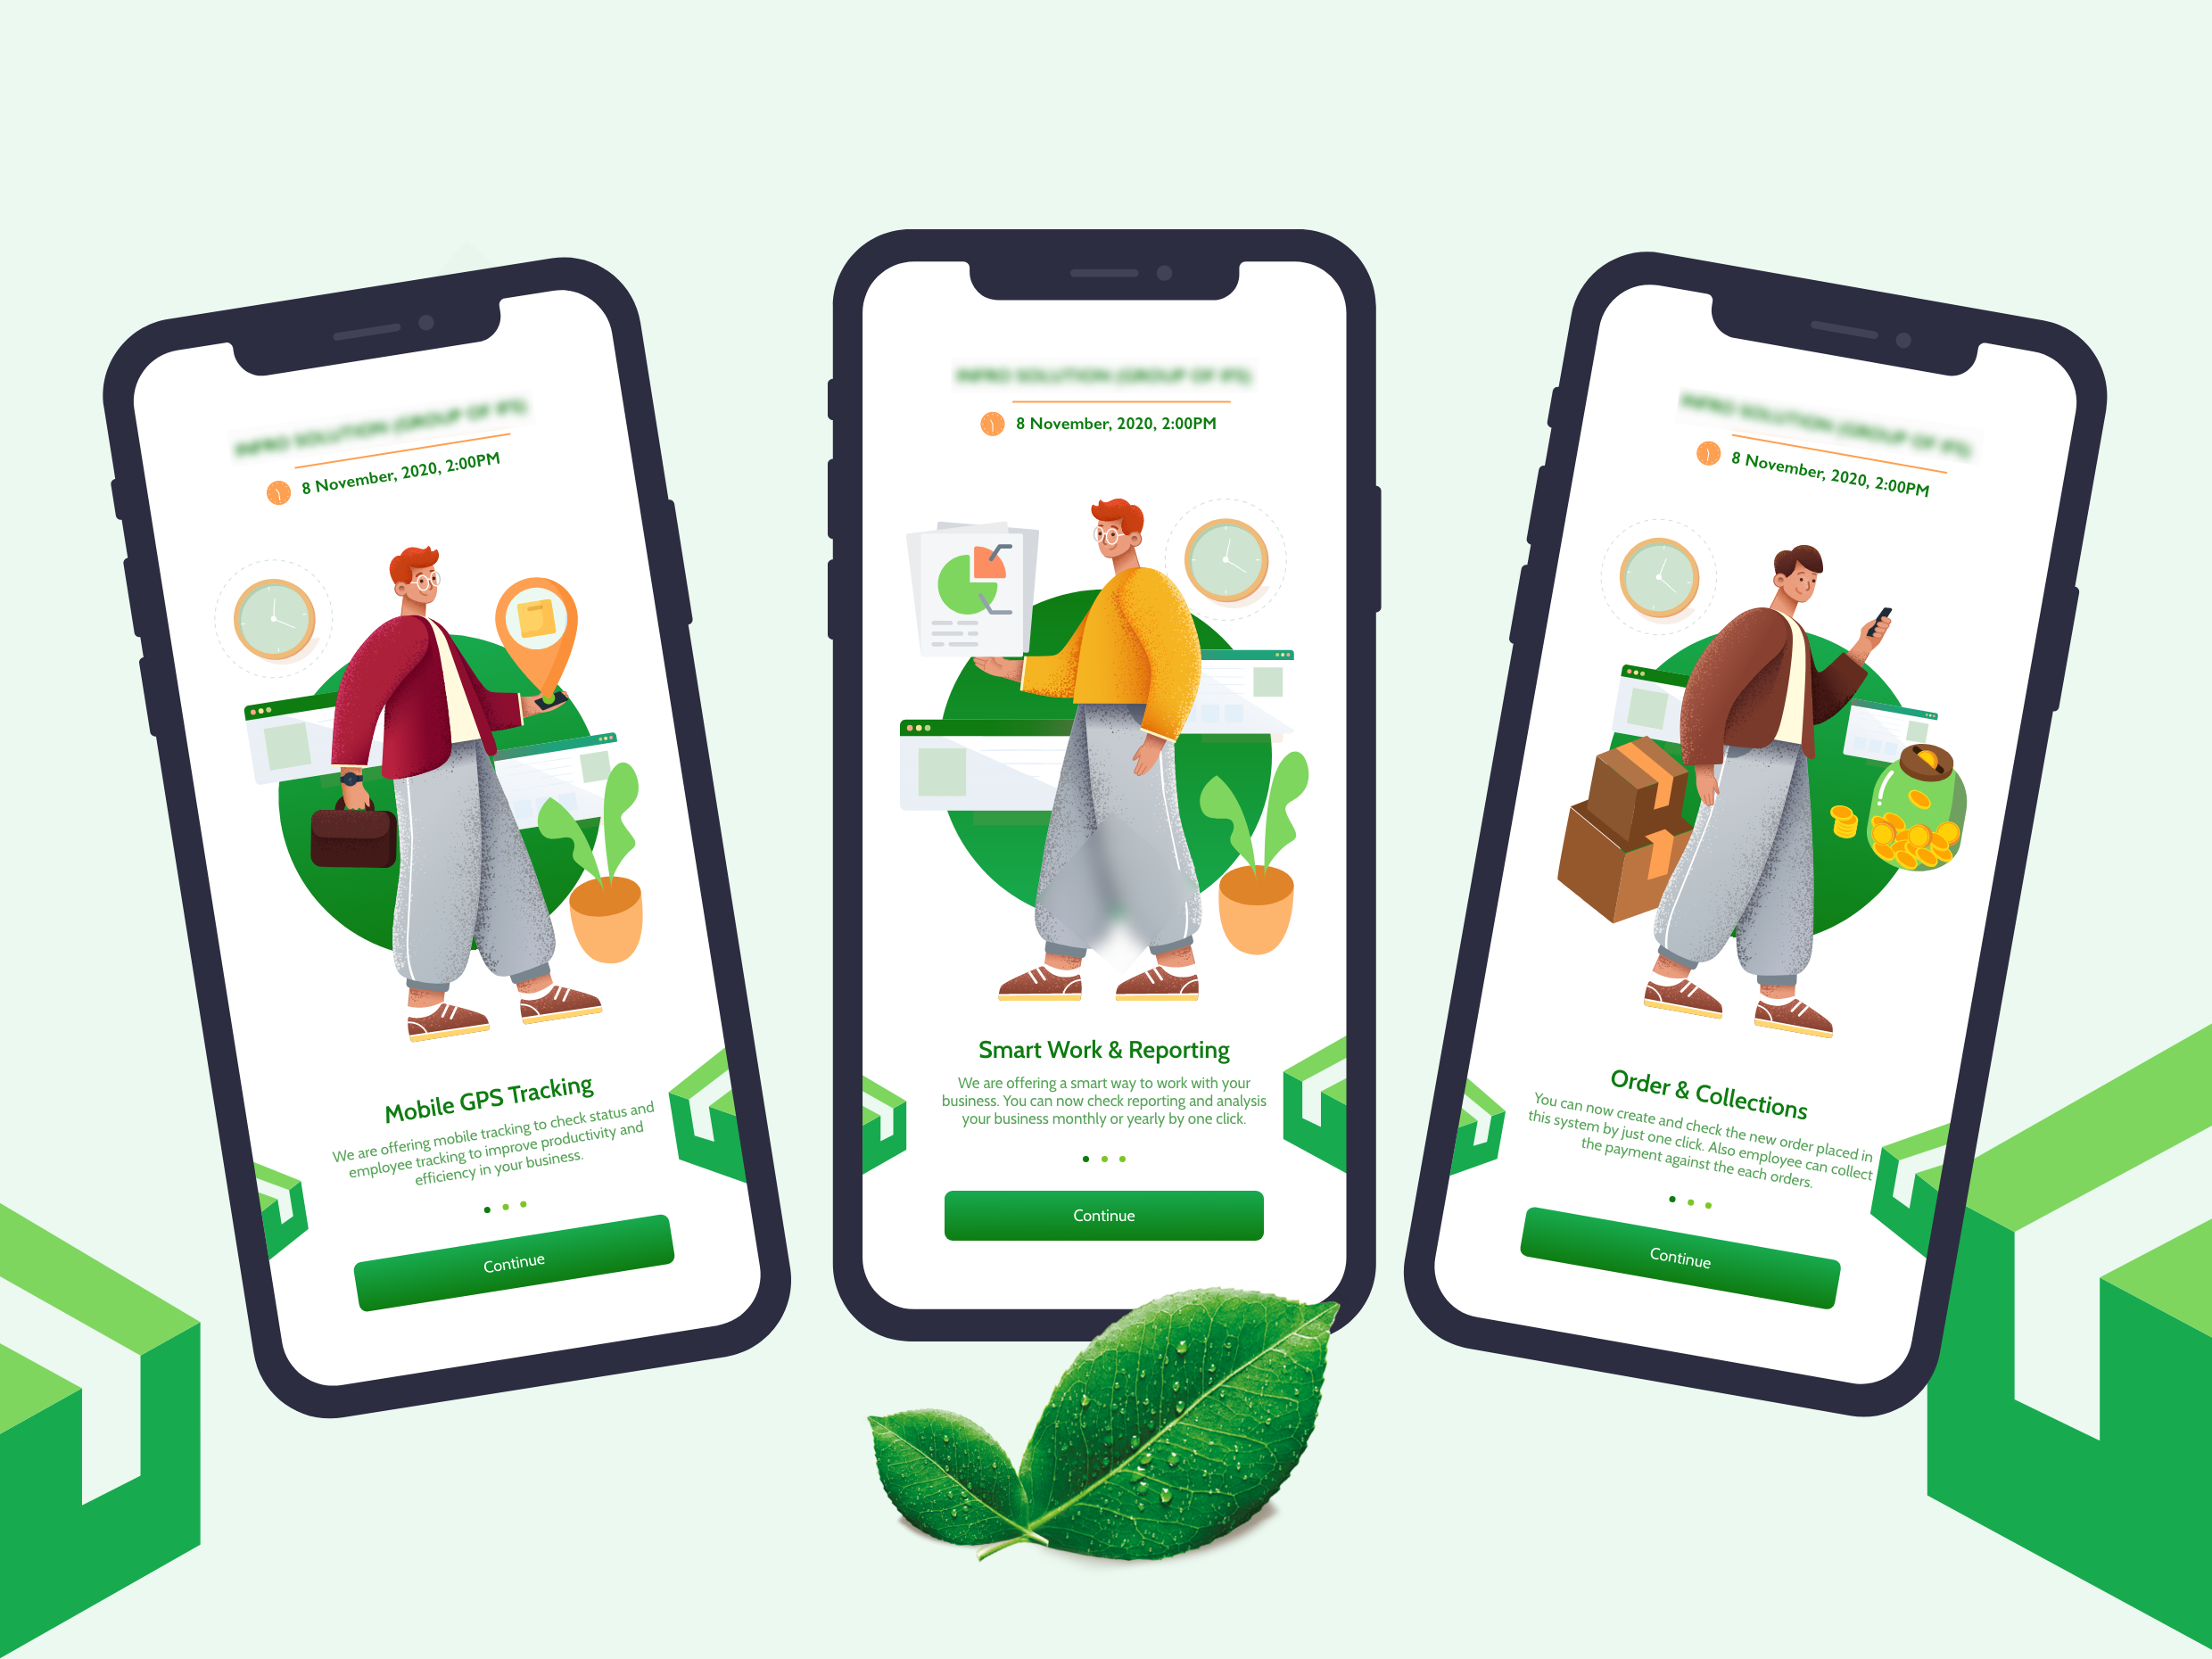 8 November, 2020, 2:00PM
Mobile GPS Tracking
We are offering mobile tracking to check status and
employee tracking to improve productivity and
efficiency in your business.
Continue
8 November, 2020, 2:00PM
Smart Work & Reporting
We are offering a smart way to work with your
business. You can now check reporting and analysis
your business monthly or yearly by one click.
Continue
8 November, 2020, 2:00PM
Order & Collections
You can now create and check the new order placed in
this system by just one click. Also employee can collect
the payment against the each orders.
Continue